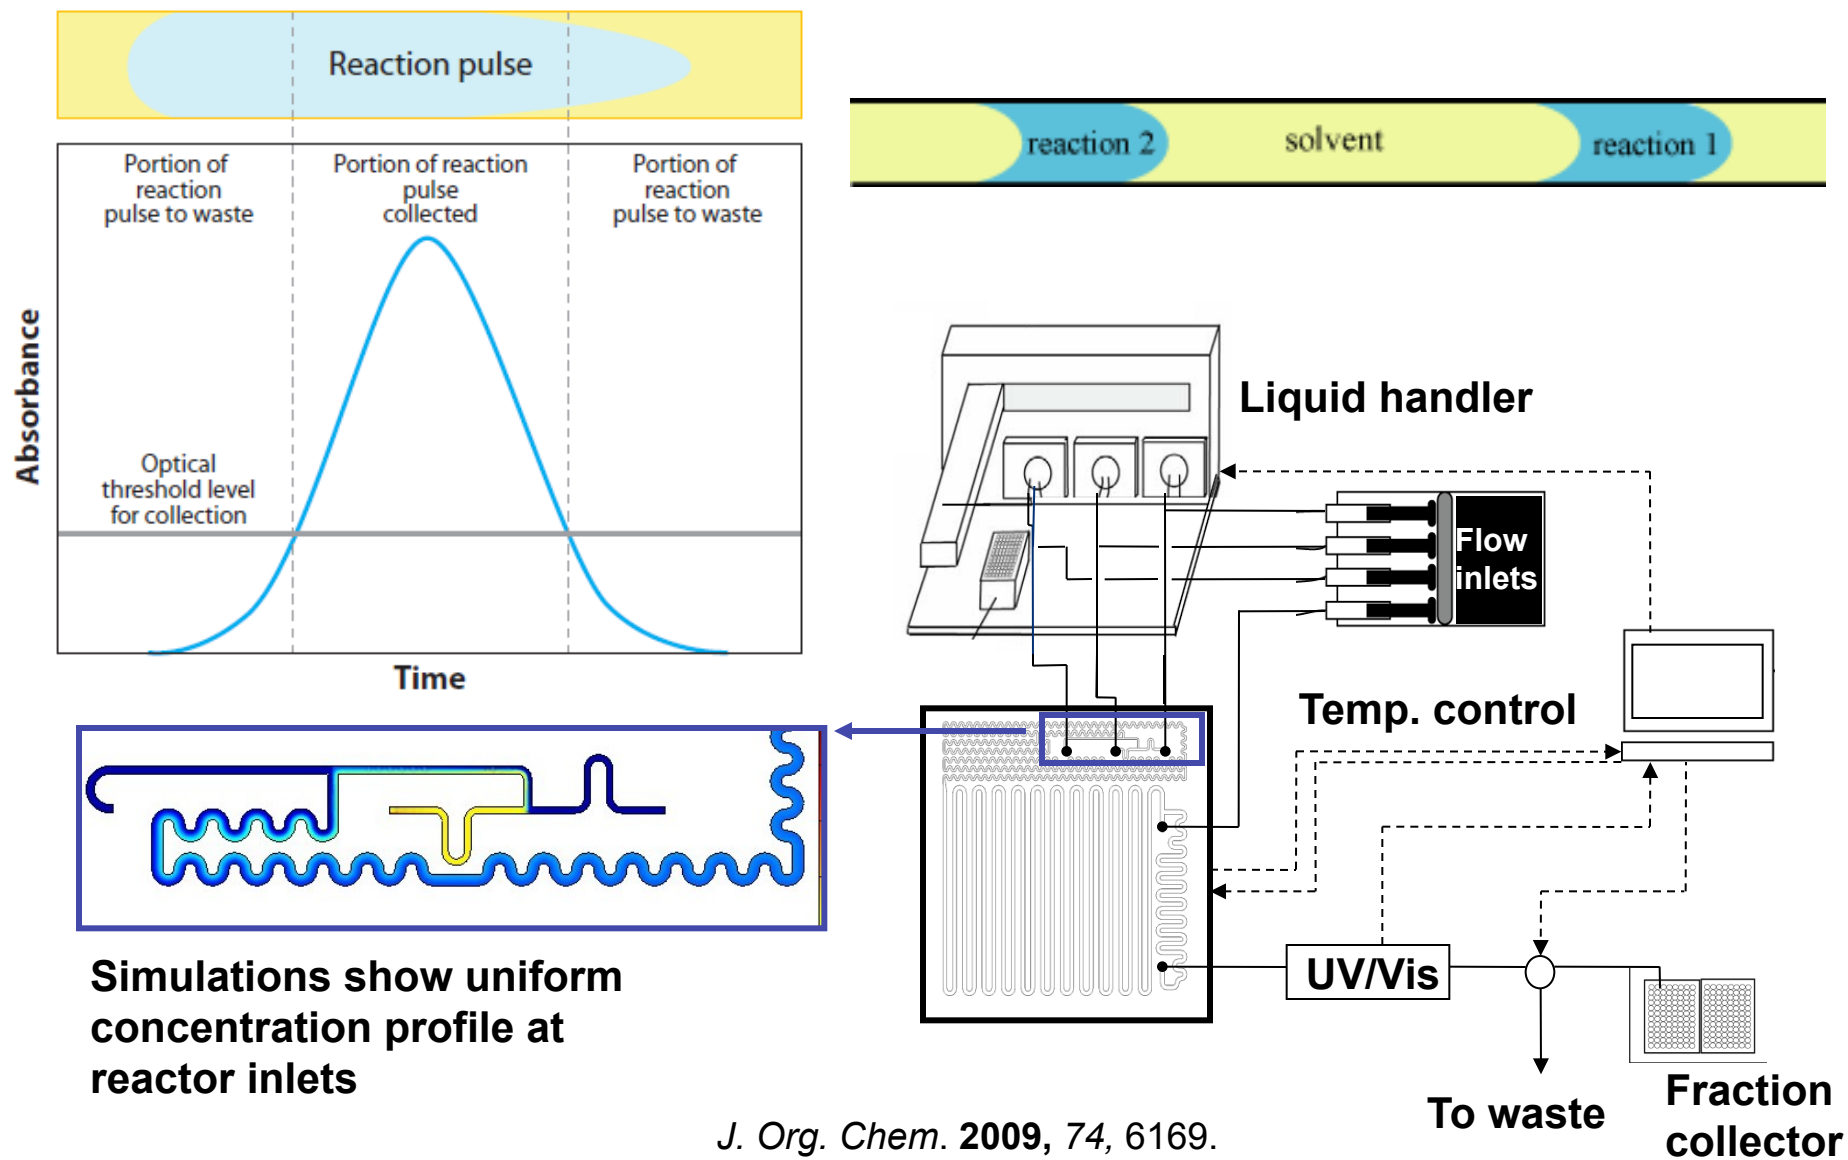 Reaction pulse
Portion of
reaction
pulse to waste
Portion of reaction
pulse
collected
Portion of
reaction
pulse to waste
Absorbance
Optical
threshold level
for collection
Time
reaction 2
solvent
reaction 1
Liquid handler
Flow
inlets
Temp. control
UV/Vis
To waste
Fraction
collector
Simulations show uniform
concentration profile at
reactor inlets
J. Org. Chem. 2009, 74, 6169.